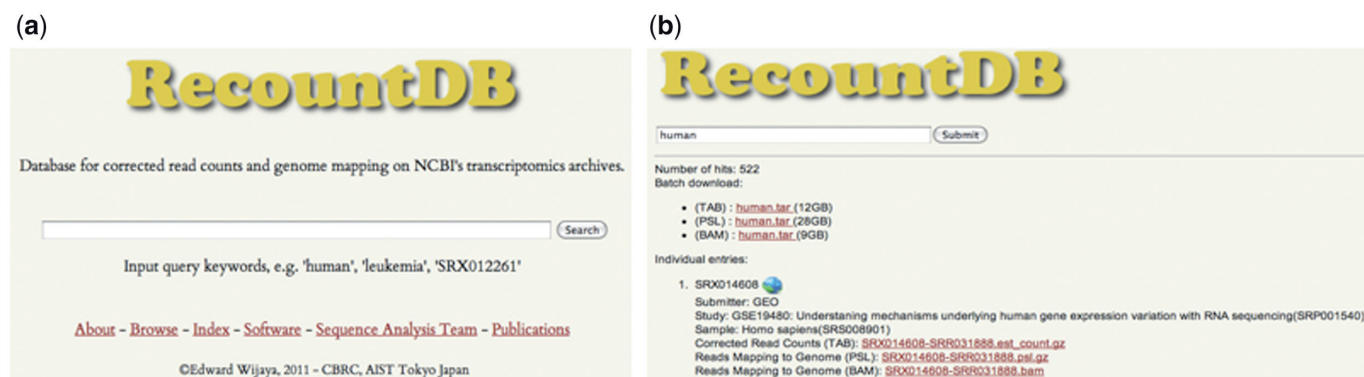 (a)
RecountDB
Database for corrected read counts and genome mapping on NCBI's transcriptomics archives.
Search
Input query keywords, e.g. 'human', 'leukemia', 'SRX012261'
About - Browse - Index - Software - Sequence Analysis Team - Publications
©Edward Wijaya, 2011 - CBRC, AIST Tokyo Japan
(b)
RecountDB
human Submit
Number of hits: 522
Batch download:
• (TAB) : human.tar (12GB)
• (PSL) : human.tar (28GB)
• (BAM) : human.tar (9GB)
Individual entries:
1. SRX014608
Submitter: GEO
Study: GSE19480: Understaning mechanisms underlying human gene expression variation with RNA sequencing(SRP001540)
Sample: Homo sapiens(SRS008901)
Corrected Read Counts (TAB): SRX014608-SRR031888.est_count.gz
Reads Mapping to Genome (PSL): SRX014608-SRR031888.psl.gz
Reads Mapping to Genome (BAM): SRX014608-SRR031888.bam